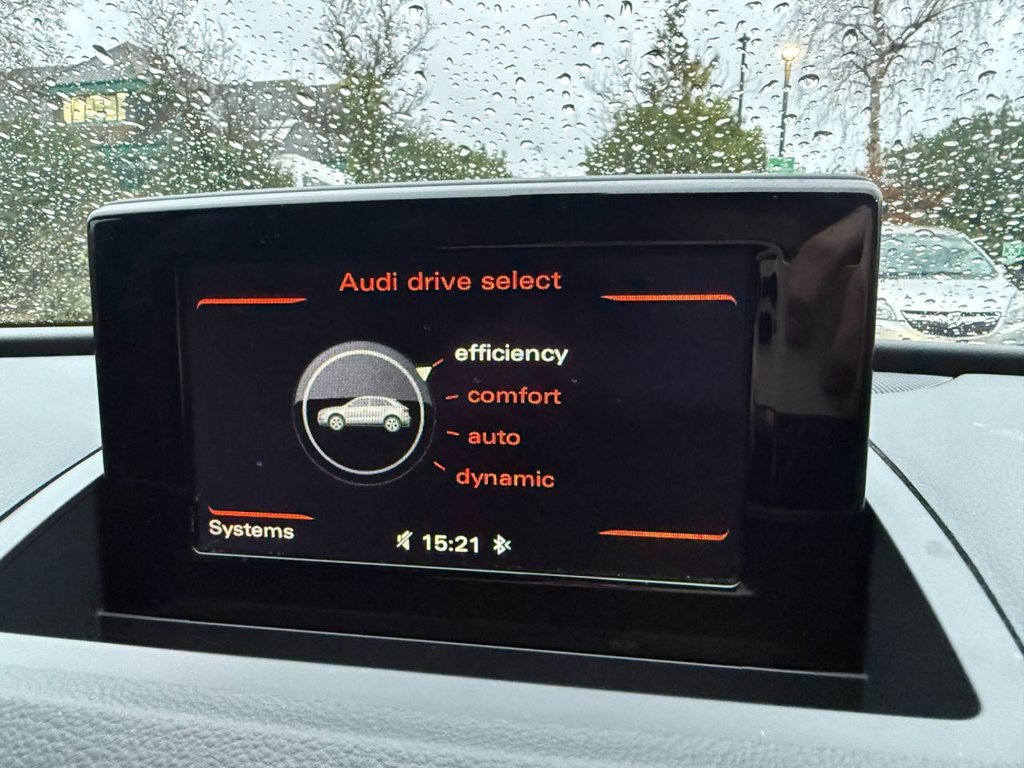 Audi drive select
efficiency
comfort
auto
dynamic
Systems
15:21